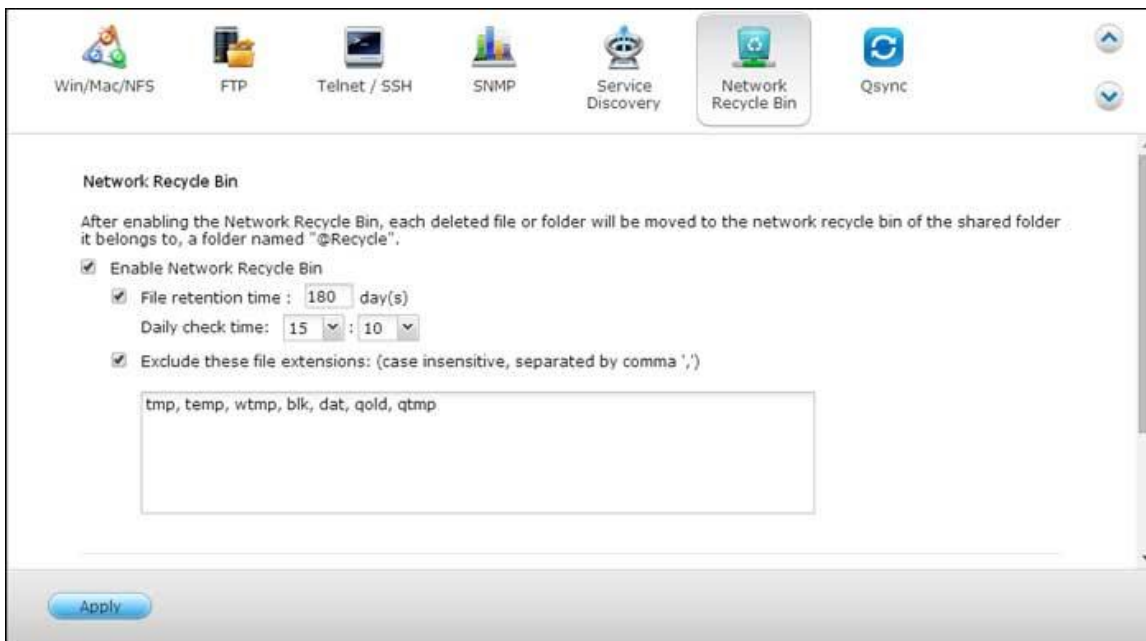 Win/Mac/NFS
FTP
Telnet / SSH
SNMP
Service
Discovery
Network
Recycle Bin
Qsync
Network Recycle Bin
After enabling the Network Recycle Bin, each deleted file or folder will be moved to the network recycle bin of the shared folder
it belongs to, a folder named "@Recycle".
Enable Network Recycle Bin
File retention time : 180 day(s)
Daily check time: 15 : 10
Exclude these file extensions: (case insensitive, separated by comma ',')
tmp, temp, wtmp, blk, dat, qold, qtmp
Apply